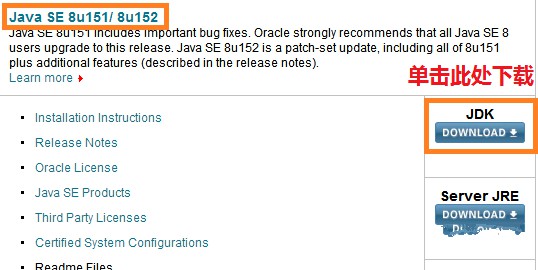 Java SE 8u151/ 8u152
Java SE 8u151 includes important bug fixes. Oracle strongly recommends that all Java SE 8
users upgrade to this release. Java SE 8u152 is a patch-set update, including all of 8u151
plus additional features (described in the release notes).
Learn more
单击此处下载
JDK
DOWNLOAD
Installation Instructions
Release Notes
Oracle License
Java SE Products
Third Party Licenses
Certified System Configurations
Readme Files
Server JRE
DOWNLOAD